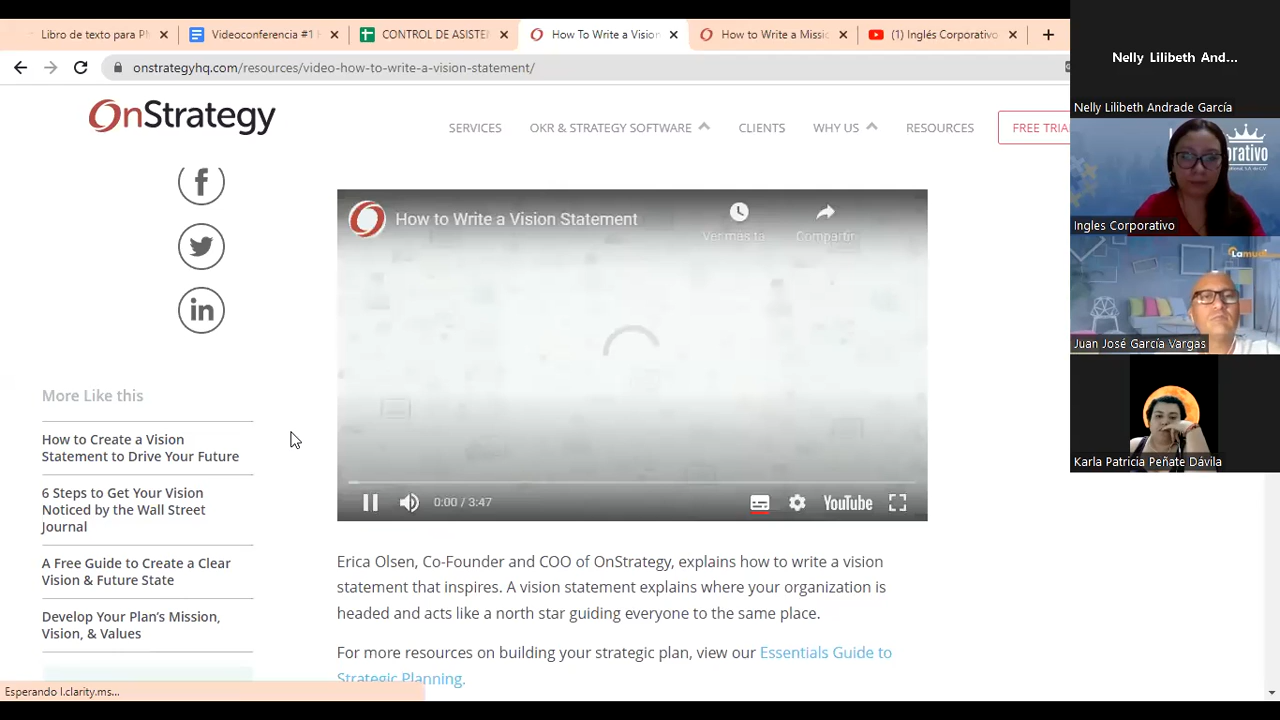 Libro de texto para PI
Videoconferencia #1 H
CONTROL DE ASISTE
How To Write a Vision
How to Write a Missi
(1) Inglés Corporativo
onstrategyhq.com/resources/video-how-to-write-a-vision-statement/
OnStrategy
SERVICES
OKR & STRATEGY SOFTWARE
CLIENTS
WHY US
RESOURCES
FREE TRIA
How to Write a Vision Statement
Ver más ta...
Compartir
0:00 / 3:47
YouTube
More Like this
How to Create a Vision
Statement to Drive Your Future
6 Steps to Get Your Vision
Noticed by the Wall Street
Journal
A Free Guide to Create a Clear
Vision & Future State
Develop Your Plan's Mission,
Vision, & Values
Erica Olsen, Co-Founder and COO of OnStrategy, explains how to write a vision
statement that inspires. A vision statement explains where your organization is
headed and acts like a north star guiding everyone to the same place.
For more resources on building your strategic plan, view our Essentials Guide to
Strategic Planning.
Esperando l.clarity.ms...
Nelly Lilibeth And...
Nelly Lilibeth Andrade García
Ingles Corporativo
Lamudi
Juan José García Vargas
Karla Patricia Peñate Dávila